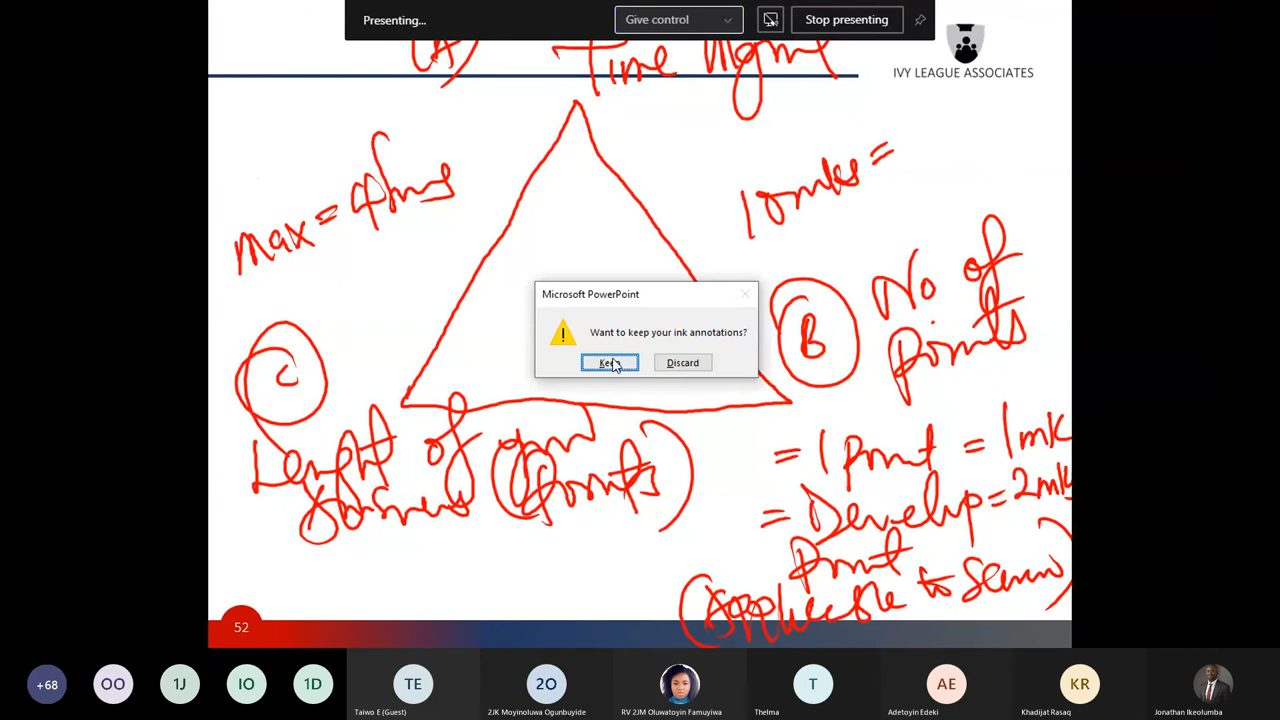 Presenting...
Give control
Stop presenting
IVY LEAGUE ASSOCIATES
(A) Time Mgmt
max =
10mks =
Microsoft PowerPoint
Want to keep your ink annotations?
Keep
Discard
B
No of
points
C
Lenght of
(points)
= 1 point = 1mk
= Develop = 2mk
point
(Applicable to
52
+68
OO
1J
IO
1D
TE
Taiwo E (Guest)
2O
2JK Moyinoluwa Ogunbuyide
RV 2JM Oluwatoyin Famuyiwa
T
Thelma
AE
Adetoyin Edeki
KR
Khadijat Rasaq
Jonathan Ikeolumba